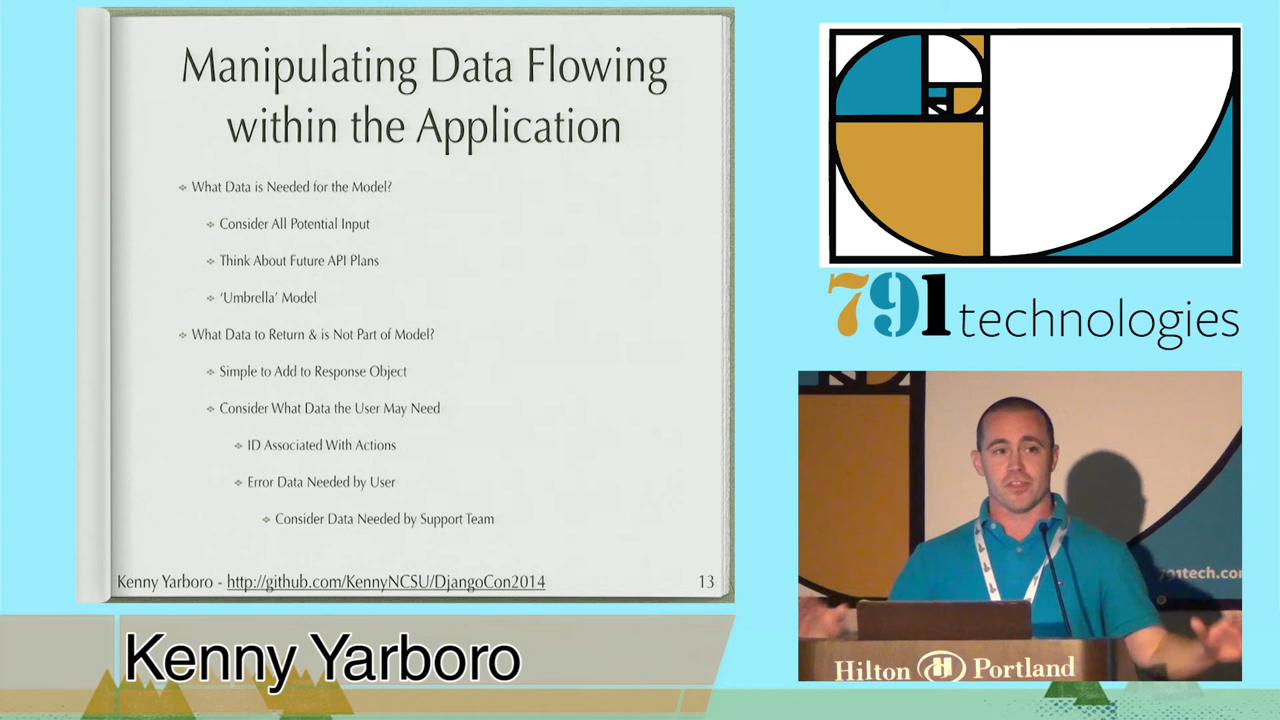 Manipulating Data Flowing
within the Application
What Data is Needed for the Model?
Consider All Potential Input
Think About Future API Plans
‘Umbrella’ Model
What Data to Return & is Not Part of Model?
Simple to Add to Response Object
Consider What Data the User May Need
ID Associated With Actions
Error Data Needed by User
Consider Data Needed by Support Team
Kenny Yarboro - http://github.com/KennyNCSU/DjangoCon2014 13
Kenny Yarboro
791 technologies
791tech.com
Hilton H Portland